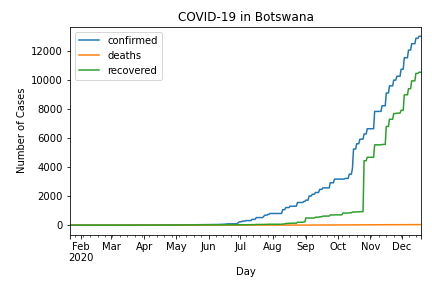 COVID-19 in Botswana
confirmed
deaths
recovered
Number of Cases
12000
10000
8000
6000
4000
2000
0
Feb Mar Apr May Jun Jul Aug Sep Oct Nov Dec
2020
Day